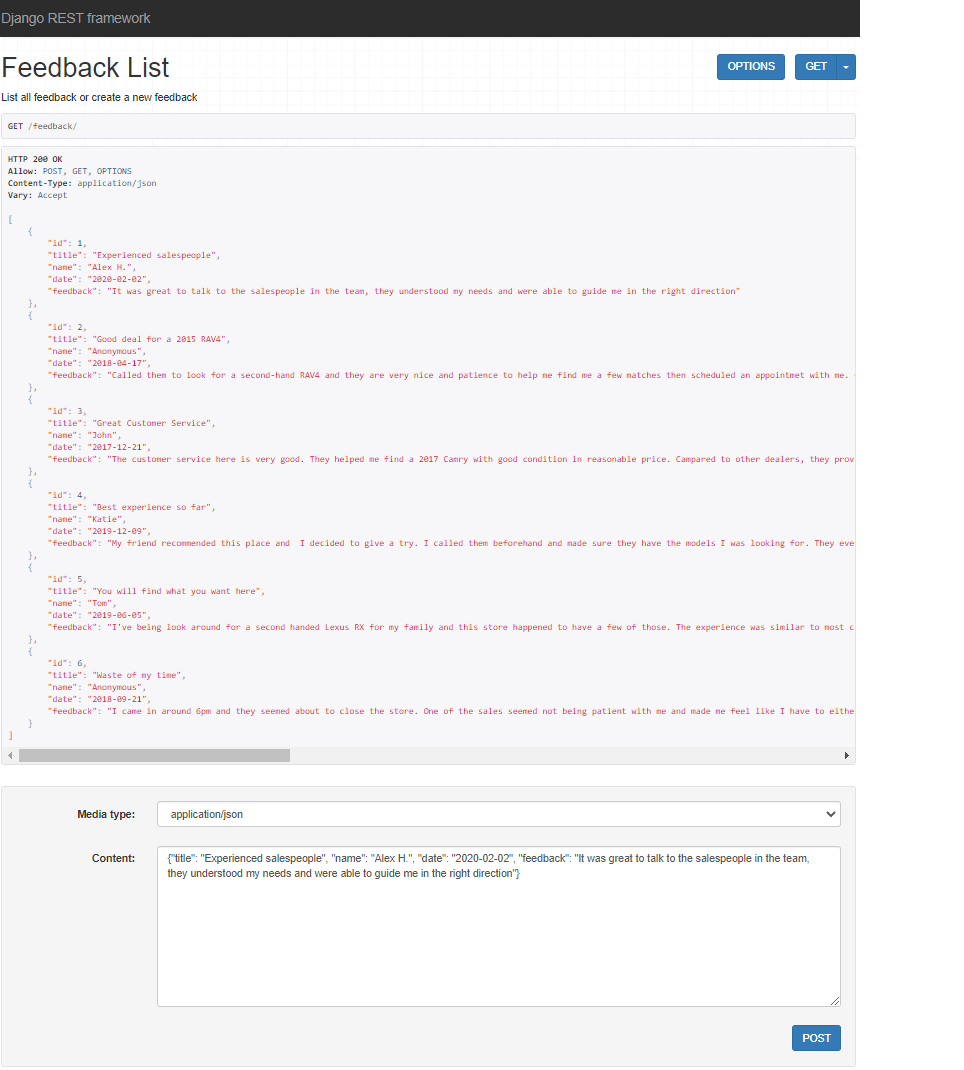 Django REST framework
Feedback List
OPTIONS
GET
List all feedback or create a new feedback
GET /feedback/
HTTP 200 OK
Allow: POST, GET, OPTIONS
Content-Type: application/json
Vary: Accept
[
{
"id": 1,
"title": "Experienced salespeople",
"name": "Alex H.",
"date": "2020-02-02",
"feedback": "It was great to talk to the salespeople in the team, they understood my needs and were able to guide me in the right direction"
},
{
"id": 2,
"title": "Good deal for a 2015 RAV4",
"name": "Anonymous",
"date": "2018-04-17",
"feedback": "Called them to look for a second-hand RAV4 and they are very nice and patience to help me find me a few matches then scheduled an appointmet with me.
},
{
"id": 3,
"title": "Great Customer Service",
"name": "John",
"date": "2017-12-21",
"feedback": "The customer service here is very good. They helped me find a 2017 Camry with good condition in reasonable price. Campared to other dealers, they prov
},
{
"id": 4,
"title": "Best experience so far",
"name": "Katie",
"date": "2019-12-09",
"feedback": "My friend recommended this place and  I decided to give a try. I called them beforehand and made sure they have the models I was looking for. They eve
},
{
"id": 5,
"title": "You will find what you want here",
"name": "Tom",
"date": "2019-06-05",
"feedback": "I've being look around for a second handed Lexus RX for my family and this store happened to have a few of those. The experience was similar to most c
},
{
"id": 6,
"title": "Waste of my time",
"name": "Anonymous",
"date": "2018-09-21",
"feedback": "I came in around 6pm and they seemed about to close the store. One of the sales seemed not being patient with me and made me feel like I have to eithe
}
]
Media type:
application/json
Content:
{"title": "Experienced salespeople", "name": "Alex H.", "date": "2020-02-02", "feedback": "It was great to talk to the salespeople in the team,
they understood my needs and were able to guide me in the right direction"}
POST